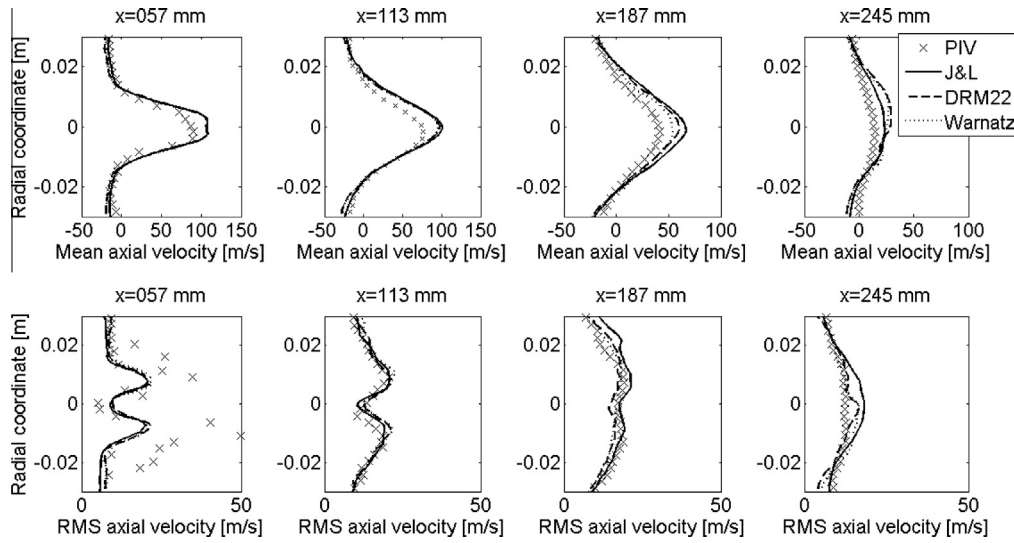 x=057 mm x=113 mm x=187 mm x=245 mm
Radial coordinate [m]
0.02 0.02 0.02 0.02
0 0 0 0
-0.02 -0.02 -0.02 -0.02
PIV
J&L
DRM22
Warnatz
-50 0 50 100 150 -50 0 50 100 150 -50 0 50 100 -50 0 50 100
Mean axial velocity [m/s] Mean axial velocity [m/s] Mean axial velocity [m/s] Mean axial velocity [m/s]
x=057 mm x=113 mm x=187 mm x=245 mm
Radial coordinate [m]
0.02 0.02 0.02 0.02
0 0 0 0
-0.02 -0.02 -0.02 -0.02
0 50 0 50 0 50 0 50
RMS axial velocity [m/s] RMS axial velocity [m/s] RMS axial velocity [m/s] RMS axial velocity [m/s]